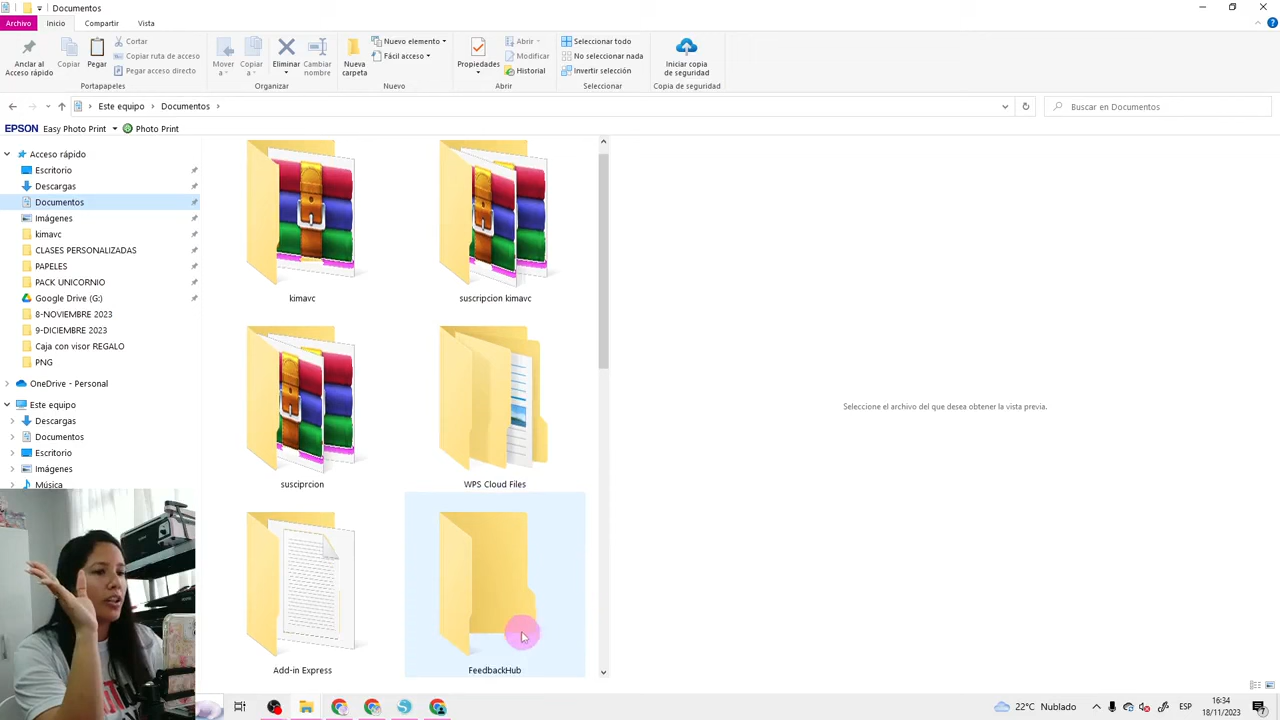 Documentos
Archivo Inicio Compartir Vista
Anclar al Acceso rápido
Copiar
Pegar
Cortar
Copiar ruta de acceso
Pegar acceso directo
Portapapeles
Mover a
Copiar a
Eliminar
Cambiar nombre
Organizar
Nueva carpeta
Nuevo elemento
Fácil acceso
Nuevo
Propiedades
Abrir
Modificar
Historial
Abrir
Seleccionar todo
No seleccionar nada
Invertir selección
Seleccionar
Iniciar copia de seguridad
Copia de seguridad
Este equipo > Documentos >
Buscar en Documentos
EPSON Easy Photo Print Photo Print
Acceso rápido
Escritorio
Descargas
Documentos
Imágenes
kimavc
CLASES PERSONALIZADAS
PAPELES
PACK UNICORNIO
Google Drive (G:)
8-NOVIEMBRE 2023
9-DICIEMBRE 2023
Caja con visor REGALO
PNG
OneDrive - Personal
Este equipo
Descargas
Documentos
Escritorio
Imágenes
Música
kimavc
suscripcion kimavc
susciprcion
WPS Cloud Files
Add-in Express
FeedbackHub
Seleccione el archivo del que desea obtener la vista previa.
22°C Nublado
ESP
16:34
18/11/2023